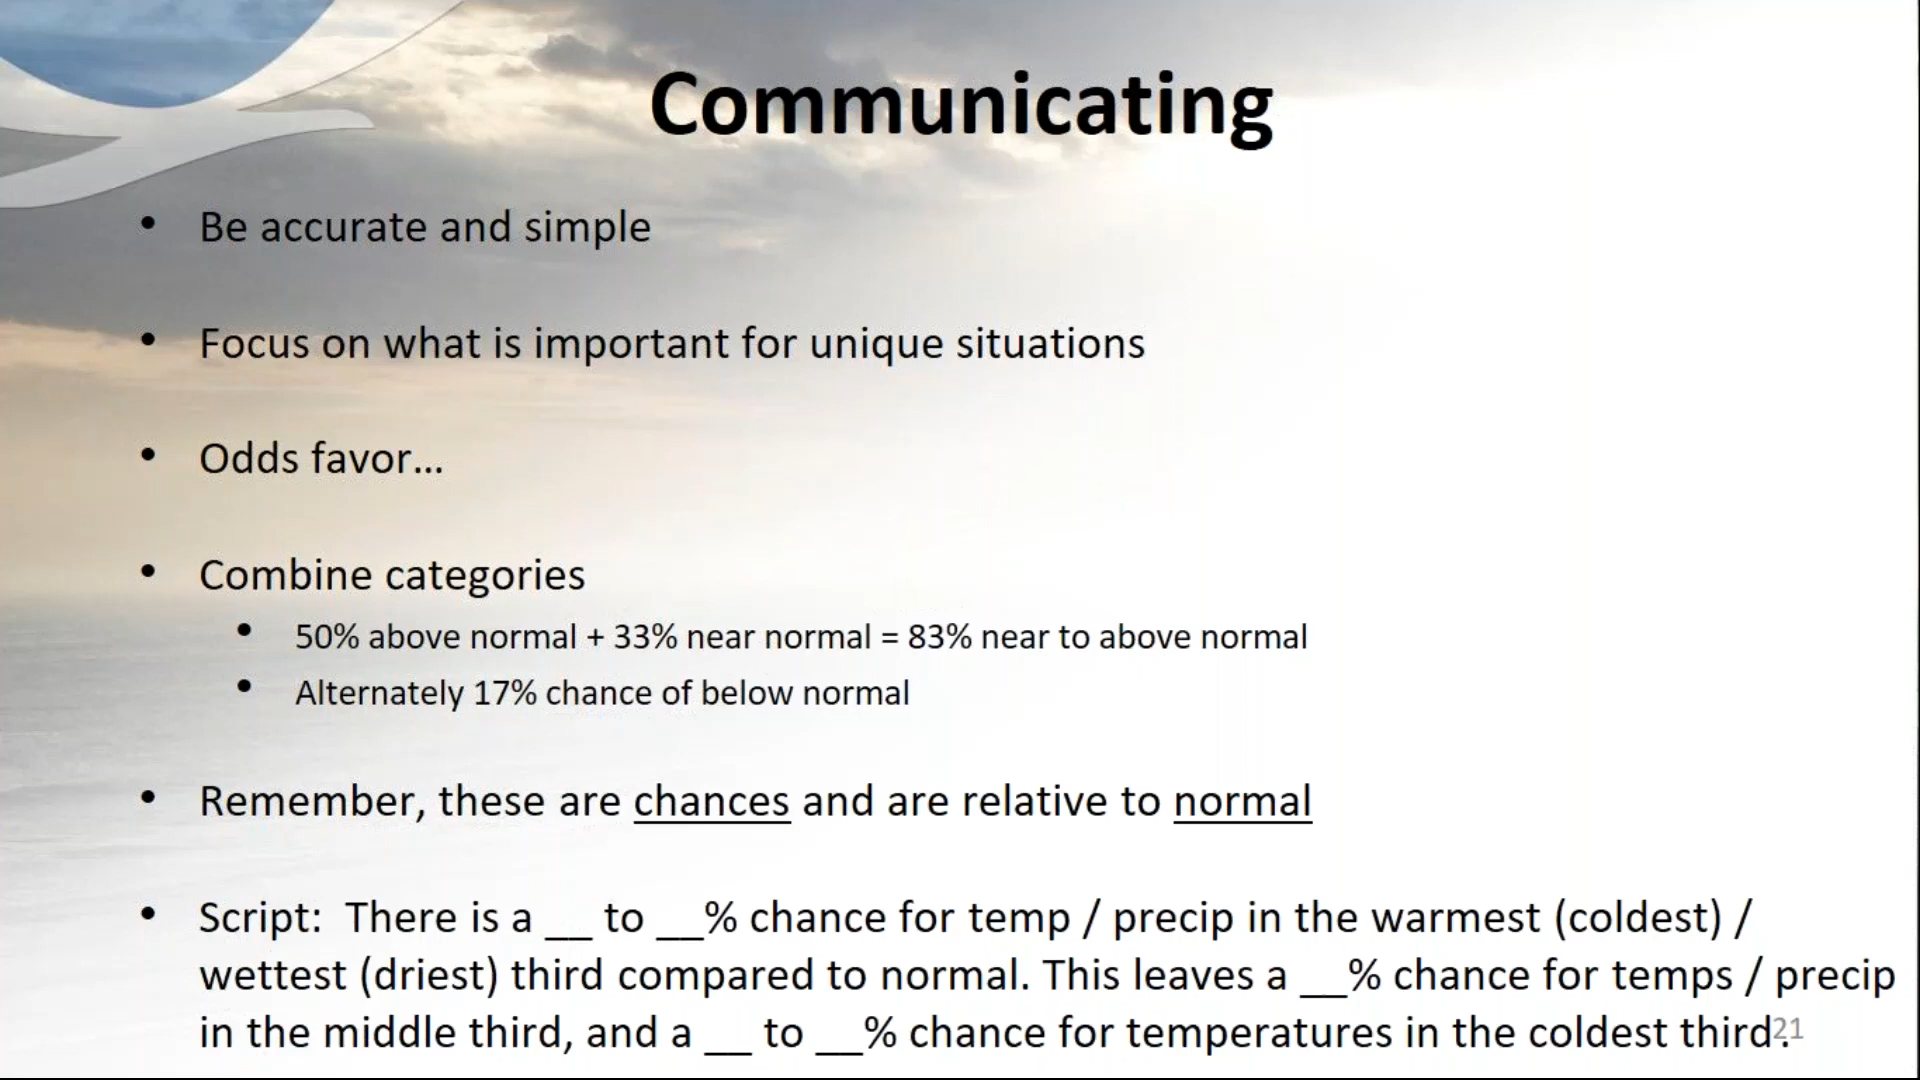 Communicating
• Be accurate and simple
• Focus on what is important for unique situations
• Odds favor...
• Combine categories
• 50% above normal + 33% near normal = 83% near to above normal
• Alternately 17% chance of below normal
• Remember, these are chances and are relative to normal
• Script:  There is a __ to __% chance for temp / precip in the warmest (coldest) /
wettest (driest) third compared to normal. This leaves a __% chance for temps / precip
in the middle third, and a __ to __% chance for temperatures in the coldest third.
21